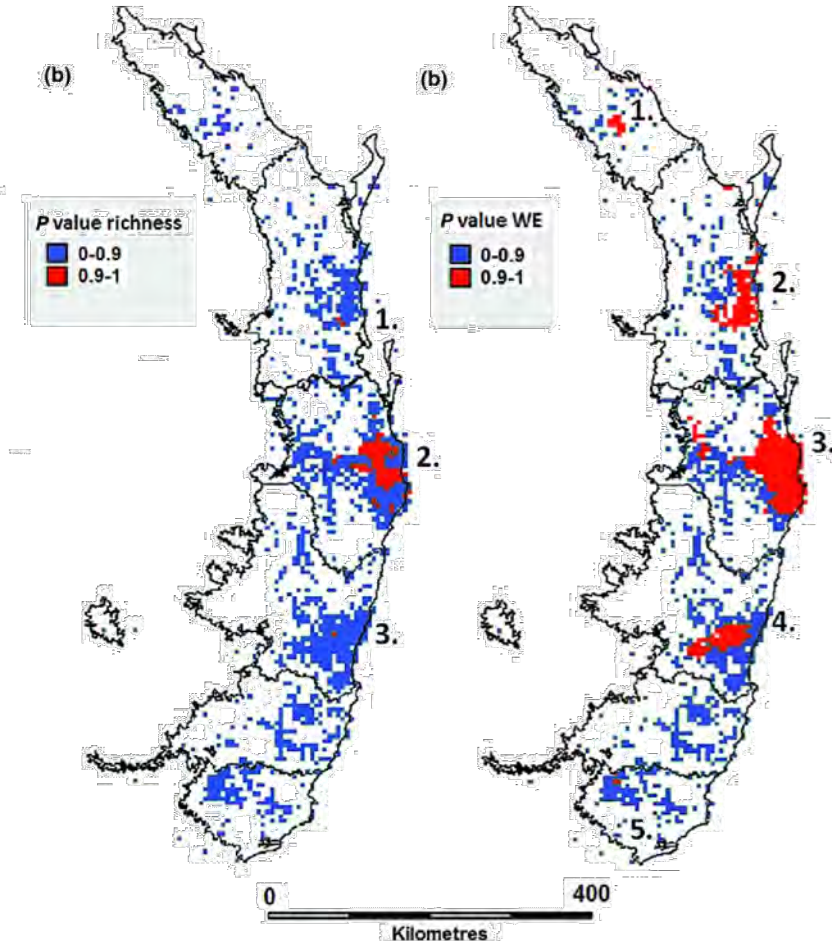 (b)
P value richness
0-0.9
0.9-1
1.
2.
3.
(b)
P value WE
0-0.9
0.9-1
1.
2.
3.
4.
5.
0 400
Kilometres